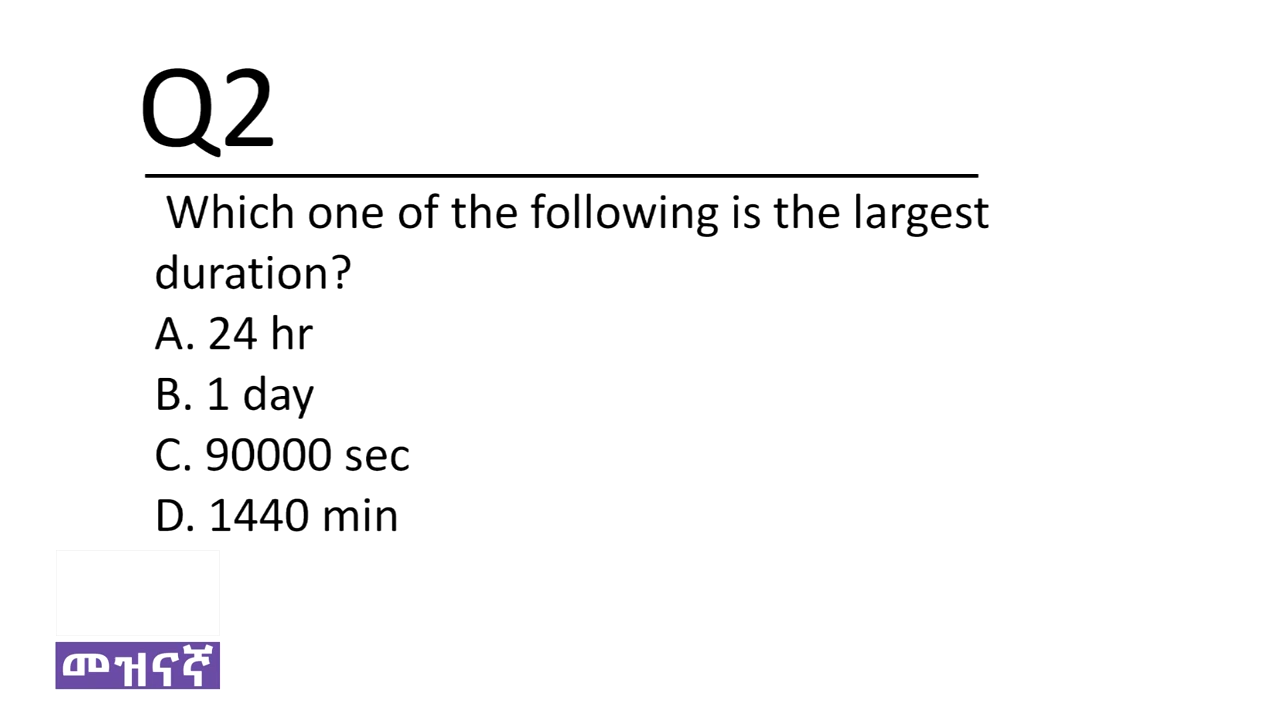 Q2
Which one of the following is the largest
duration?
A. 24 hr
B. 1 day
C. 90000 sec
D. 1440 min
መዝናኛ